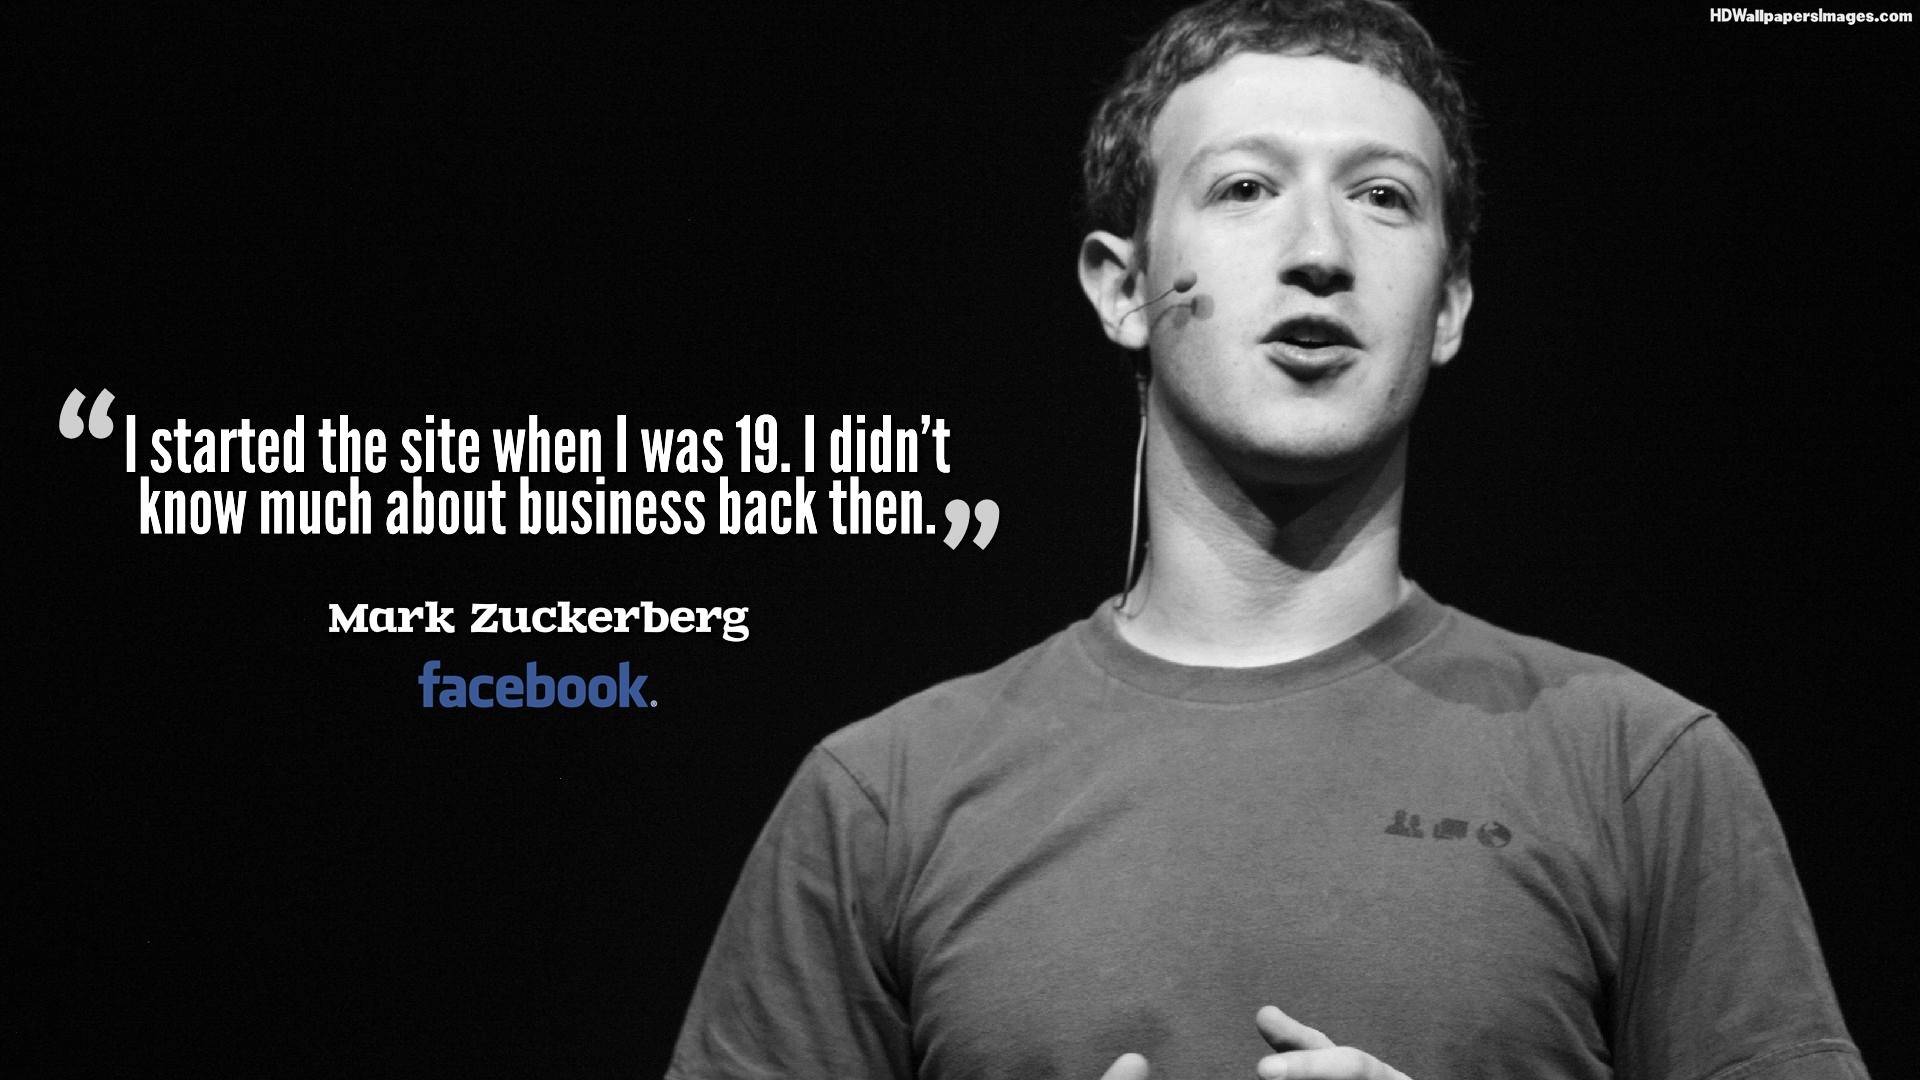 HDWallpapersImages.com
“I started the site when I was 19. I didn’t
know much about business back then.”
Mark Zuckerberg
facebook®